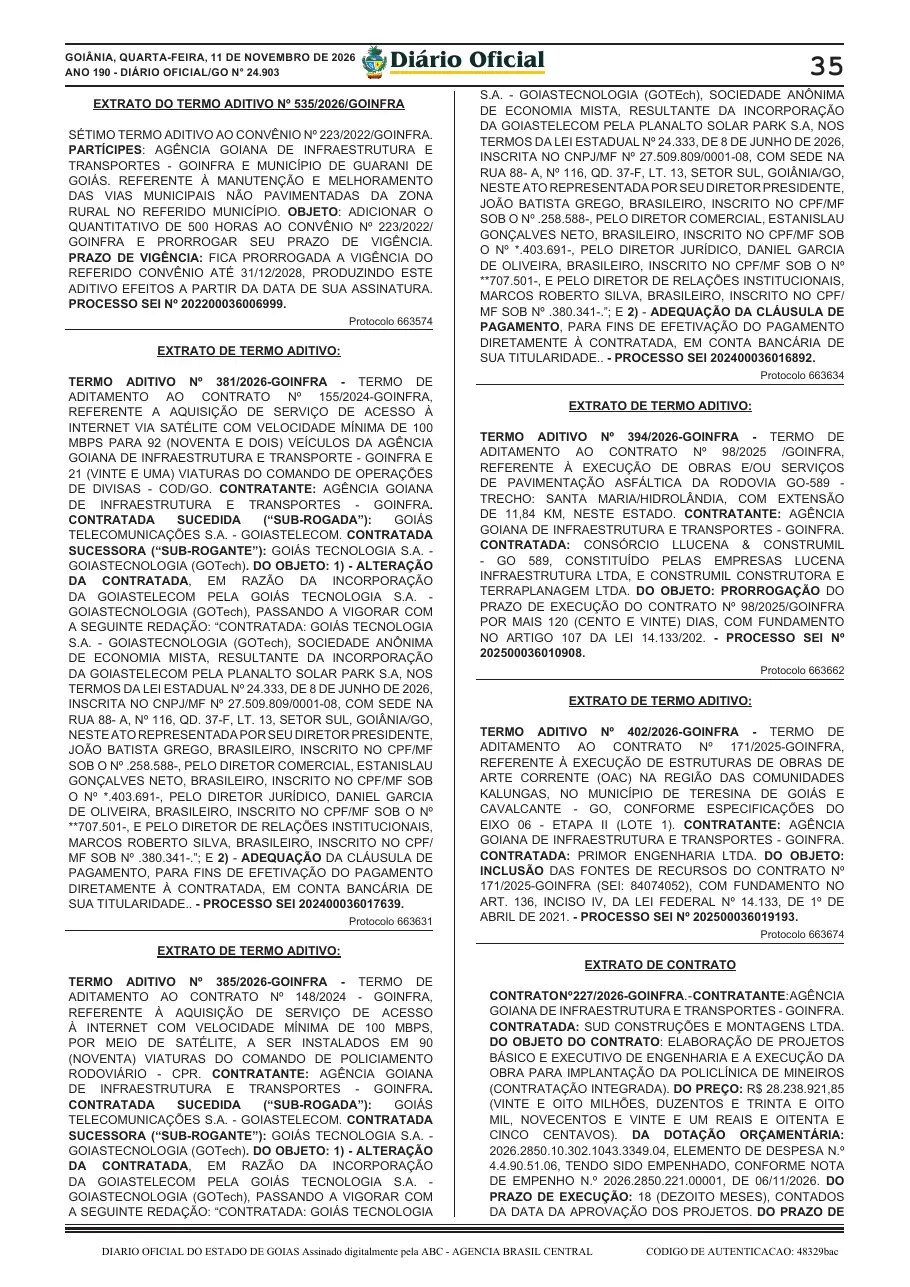 GOIÂNIA, QUARTA-FEIRA, 11 DE NOVEMBRO DE 2026
ANO 190 - DIÁRIO OFICIAL/GO N° 24.903
Diário Oficial
35
EXTRATO DO TERMO ADITIVO Nº 535/2026/GOINFRA
SÉTIMO TERMO ADITIVO AO CONVÊNIO Nº 223/2022/GOINFRA.
PARTÍCIPES: AGÊNCIA GOIANA DE INFRAESTRUTURA E
TRANSPORTES - GOINFRA E MUNICÍPIO DE GUARANI DE
GOIÁS. REFERENTE À MANUTENÇÃO E MELHORAMENTO
DAS VIAS MUNICIPAIS NÃO PAVIMENTADAS DA ZONA
RURAL NO REFERIDO MUNICÍPIO. OBJETO: ADICIONAR O
QUANTITATIVO DE 500 HORAS AO CONVÊNIO Nº 223/2022/
GOINFRA E PRORROGAR SEU PRAZO DE VIGÊNCIA.
PRAZO DE VIGÊNCIA: FICA PRORROGADA A VIGÊNCIA DO
REFERIDO CONVÊNIO ATÉ 31/12/2028, PRODUZINDO ESTE
ADITIVO EFEITOS A PARTIR DA DATA DE SUA ASSINATURA.
PROCESSO SEI Nº 202200036006999.
Protocolo 663574
EXTRATO DE TERMO ADITIVO:
TERMO ADITIVO Nº 381/2026-GOINFRA - TERMO DE
ADITAMENTO AO CONTRATO Nº 155/2024-GOINFRA,
REFERENTE A AQUISIÇÃO DE SERVIÇO DE ACESSO À
INTERNET VIA SATÉLITE COM VELOCIDADE MÍNIMA DE 100
MBPS PARA 92 (NOVENTA E DOIS) VEÍCULOS DA AGÊNCIA
GOIANA DE INFRAESTRUTURA E TRANSPORTE - GOINFRA E
21 (VINTE E UMA) VIATURAS DO COMANDO DE OPERAÇÕES
DE DIVISAS - COD/GO. CONTRATANTE: AGÊNCIA GOIANA
DE INFRAESTRUTURA E TRANSPORTES - GOINFRA.
CONTRATADA SUCEDIDA (“SUB-ROGADA”): GOIÁS
TELECOMUNICAÇÕES S.A. - GOIASTELECOM. CONTRATADA
SUCESSORA (“SUB-ROGANTE”): GOIÁS TECNOLOGIA S.A. -
GOIASTECNOLOGIA (GOTech). DO OBJETO: 1) - ALTERAÇÃO
DA CONTRATADA, EM RAZÃO DA INCORPORAÇÃO
DA GOIASTELECOM PELA GOIÁS TECNOLOGIA S.A. -
GOIASTECNOLOGIA (GOTech), PASSANDO A VIGORAR COM
A SEGUINTE REDAÇÃO: “CONTRATADA: GOIÁS TECNOLOGIA
S.A. - GOIASTECNOLOGIA (GOTEch), SOCIEDADE ANÔNIMA
DE ECONOMIA MISTA, RESULTANTE DA INCORPORAÇÃO
DA GOIASTELECOM PELA PLANALTO SOLAR PARK S.A, NOS
TERMOS DA LEI ESTADUAL Nº 24.333, DE 8 DE JUNHO DE 2026,
INSCRITA NO CNPJ/MF Nº 27.509.809/0001-08, COM SEDE NA
RUA 88- A, Nº 116, QD. 37-F, LT. 13, SETOR SUL, GOIÂNIA/GO,
NESTE ATO REPRESENTADA POR SEU DIRETOR PRESIDENTE,
JOÃO BATISTA GREGO, BRASILEIRO, INSCRITO NO CPF/MF
SOB O Nº .258.588-, PELO DIRETOR COMERCIAL, ESTANISLAU
GONÇALVES NETO, BRASILEIRO, INSCRITO NO CPF/MF SOB
O Nº *.403.691-, PELO DIRETOR JURÍDICO, DANIEL GARCIA
DE OLIVEIRA, BRASILEIRO, INSCRITO NO CPF/MF SOB O Nº
**707.501-, E PELO DIRETOR DE RELAÇÕES INSTITUCIONAIS,
MARCOS ROBERTO SILVA, BRASILEIRO, INSCRITO NO CPF/
MF SOB Nº .380.341-.”; E 2) - ADEQUAÇÃO DA CLÁUSULA DE
PAGAMENTO, PARA FINS DE EFETIVAÇÃO DO PAGAMENTO
DIRETAMENTE À CONTRATADA, EM CONTA BANCÁRIA DE
SUA TITULARIDADE.. - PROCESSO SEI 202400036017639.
Protocolo 663631
EXTRATO DE TERMO ADITIVO:
TERMO ADITIVO Nº 385/2026-GOINFRA - TERMO DE
ADITAMENTO AO CONTRATO Nº 148/2024 - GOINFRA,
REFERENTE À AQUISIÇÃO DE SERVIÇO DE ACESSO
À INTERNET COM VELOCIDADE MÍNIMA DE 100 MBPS,
POR MEIO DE SATÉLITE, A SER INSTALADOS EM 90
(NOVENTA) VIATURAS DO COMANDO DE POLICIAMENTO
RODOVIÁRIO - CPR. CONTRATANTE: AGÊNCIA GOIANA
DE INFRAESTRUTURA E TRANSPORTES - GOINFRA.
CONTRATADA SUCEDIDA (“SUB-ROGADA”): GOIÁS
TELECOMUNICAÇÕES S.A. - GOIASTELECOM. CONTRATADA
SUCESSORA (“SUB-ROGANTE”): GOIÁS TECNOLOGIA S.A. -
GOIASTECNOLOGIA (GOTech). DO OBJETO: 1) - ALTERAÇÃO
DA CONTRATADA, EM RAZÃO DA INCORPORAÇÃO
DA GOIASTELECOM PELA GOIÁS TECNOLOGIA S.A. -
GOIASTECNOLOGIA (GOTech), PASSANDO A VIGORAR COM
A SEGUINTE REDAÇÃO: “CONTRATADA: GOIÁS TECNOLOGIA
S.A. - GOIASTECNOLOGIA (GOTEch), SOCIEDADE ANÔNIMA
DE ECONOMIA MISTA, RESULTANTE DA INCORPORAÇÃO
DA GOIASTELECOM PELA PLANALTO SOLAR PARK S.A, NOS
TERMOS DA LEI ESTADUAL Nº 24.333, DE 8 DE JUNHO DE 2026,
INSCRITA NO CNPJ/MF Nº 27.509.809/0001-08, COM SEDE NA
RUA 88- A, Nº 116, QD. 37-F, LT. 13, SETOR SUL, GOIÂNIA/GO,
NESTE ATO REPRESENTADA POR SEU DIRETOR PRESIDENTE,
JOÃO BATISTA GREGO, BRASILEIRO, INSCRITO NO CPF/MF
SOB O Nº .258.588-, PELO DIRETOR COMERCIAL, ESTANISLAU
GONÇALVES NETO, BRASILEIRO, INSCRITO NO CPF/MF SOB
O Nº *.403.691-, PELO DIRETOR JURÍDICO, DANIEL GARCIA
DE OLIVEIRA, BRASILEIRO, INSCRITO NO CPF/MF SOB O Nº
**707.501-, E PELO DIRETOR DE RELAÇÕES INSTITUCIONAIS,
MARCOS ROBERTO SILVA, BRASILEIRO, INSCRITO NO CPF/
MF SOB Nº .380.341-.”; E 2) - ADEQUAÇÃO DA CLÁUSULA DE
PAGAMENTO, PARA FINS DE EFETIVAÇÃO DO PAGAMENTO
DIRETAMENTE À CONTRATADA, EM CONTA BANCÁRIA DE
SUA TITULARIDADE.. - PROCESSO SEI 202400036016892.
Protocolo 663634
EXTRATO DE TERMO ADITIVO:
TERMO ADITIVO Nº 394/2026-GOINFRA - TERMO DE
ADITAMENTO AO CONTRATO Nº 98/2025 /GOINFRA,
REFERENTE À EXECUÇÃO DE OBRAS E/OU SERVIÇOS
DE PAVIMENTAÇÃO ASFÁLTICA DA RODOVIA GO-589 -
TRECHO: SANTA MARIA/HIDROLÂNDIA, COM EXTENSÃO
DE 11,84 KM, NESTE ESTADO. CONTRATANTE: AGÊNCIA
GOIANA DE INFRAESTRUTURA E TRANSPORTES - GOINFRA.
CONTRATADA: CONSÓRCIO LLUCENA & CONSTRUMIL
- GO 589, CONSTITUÍDO PELAS EMPRESAS LUCENA
INFRAESTRUTURA LTDA, E CONSTRUMIL CONSTRUTORA E
TERRAPLANAGEM LTDA. DO OBJETO: PRORROGAÇÃO DO
PRAZO DE EXECUÇÃO DO CONTRATO Nº 98/2025/GOINFRA
POR MAIS 120 (CENTO E VINTE) DIAS, COM FUNDAMENTO
NO ARTIGO 107 DA LEI 14.133/202. - PROCESSO SEI Nº
202500036010908.
Protocolo 663662
EXTRATO DE TERMO ADITIVO:
TERMO ADITIVO Nº 402/2026-GOINFRA - TERMO DE
ADITAMENTO AO CONTRATO Nº 171/2025-GOINFRA,
REFERENTE À EXECUÇÃO DE ESTRUTURAS DE OBRAS DE
ARTE CORRENTE (OAC) NA REGIÃO DAS COMUNIDADES
KALUNGAS, NO MUNICÍPIO DE TERESINA DE GOIÁS E
CAVALCANTE - GO, CONFORME ESPECIFICAÇÕES DO
EIXO 06 - ETAPA II (LOTE 1). CONTRATANTE: AGÊNCIA
GOIANA DE INFRAESTRUTURA E TRANSPORTES - GOINFRA.
CONTRATADA: PRIMOR ENGENHARIA LTDA. DO OBJETO:
INCLUSÃO DAS FONTES DE RECURSOS DO CONTRATO Nº
171/2025-GOINFRA (SEI: 84074052), COM FUNDAMENTO NO
ART. 136, INCISO IV, DA LEI FEDERAL Nº 14.133, DE 1º DE
ABRIL DE 2021. - PROCESSO SEI Nº 202500036019193.
Protocolo 663674
EXTRATO DE CONTRATO
CONTRATO Nº 227/2026-GOINFRA.-CONTRATANTE: AGÊNCIA
GOIANA DE INFRAESTRUTURA E TRANSPORTES - GOINFRA.
CONTRATADA: SUD CONSTRUÇÕES E MONTAGENS LTDA.
DO OBJETO DO CONTRATO: ELABORAÇÃO DE PROJETOS
BÁSICO E EXECUTIVO DE ENGENHARIA E A EXECUÇÃO DA
OBRA PARA IMPLANTAÇÃO DA POLICLÍNICA DE MINEIROS
(CONTRATAÇÃO INTEGRADA). DO PREÇO: R$ 28.238.921,85
(VINTE E OITO MILHÕES, DUZENTOS E TRINTA E OITO
MIL, NOVECENTOS E VINTE E UM REAIS E OITENTA E
CINCO CENTAVOS). DA DOTAÇÃO ORÇAMENTÁRIA:
2026.2850.10.302.1043.3349.04, ELEMENTO DE DESPESA N.º
4.4.90.51.06, TENDO SIDO EMPENHADO, CONFORME NOTA
DE EMPENHO N.º 2026.2850.221.00001, DE 06/11/2026. DO
PRAZO DE EXECUÇÃO: 18 (DEZOITO MESES), CONTADOS
DA DATA DA APROVAÇÃO DOS PROJETOS. DO PRAZO DE
DIARIO OFICIAL DO ESTADO DE GOIAS Assinado digitalmente pela ABC - AGENCIA BRASIL CENTRAL CODIGO DE AUTENTICACAO: 48329bac